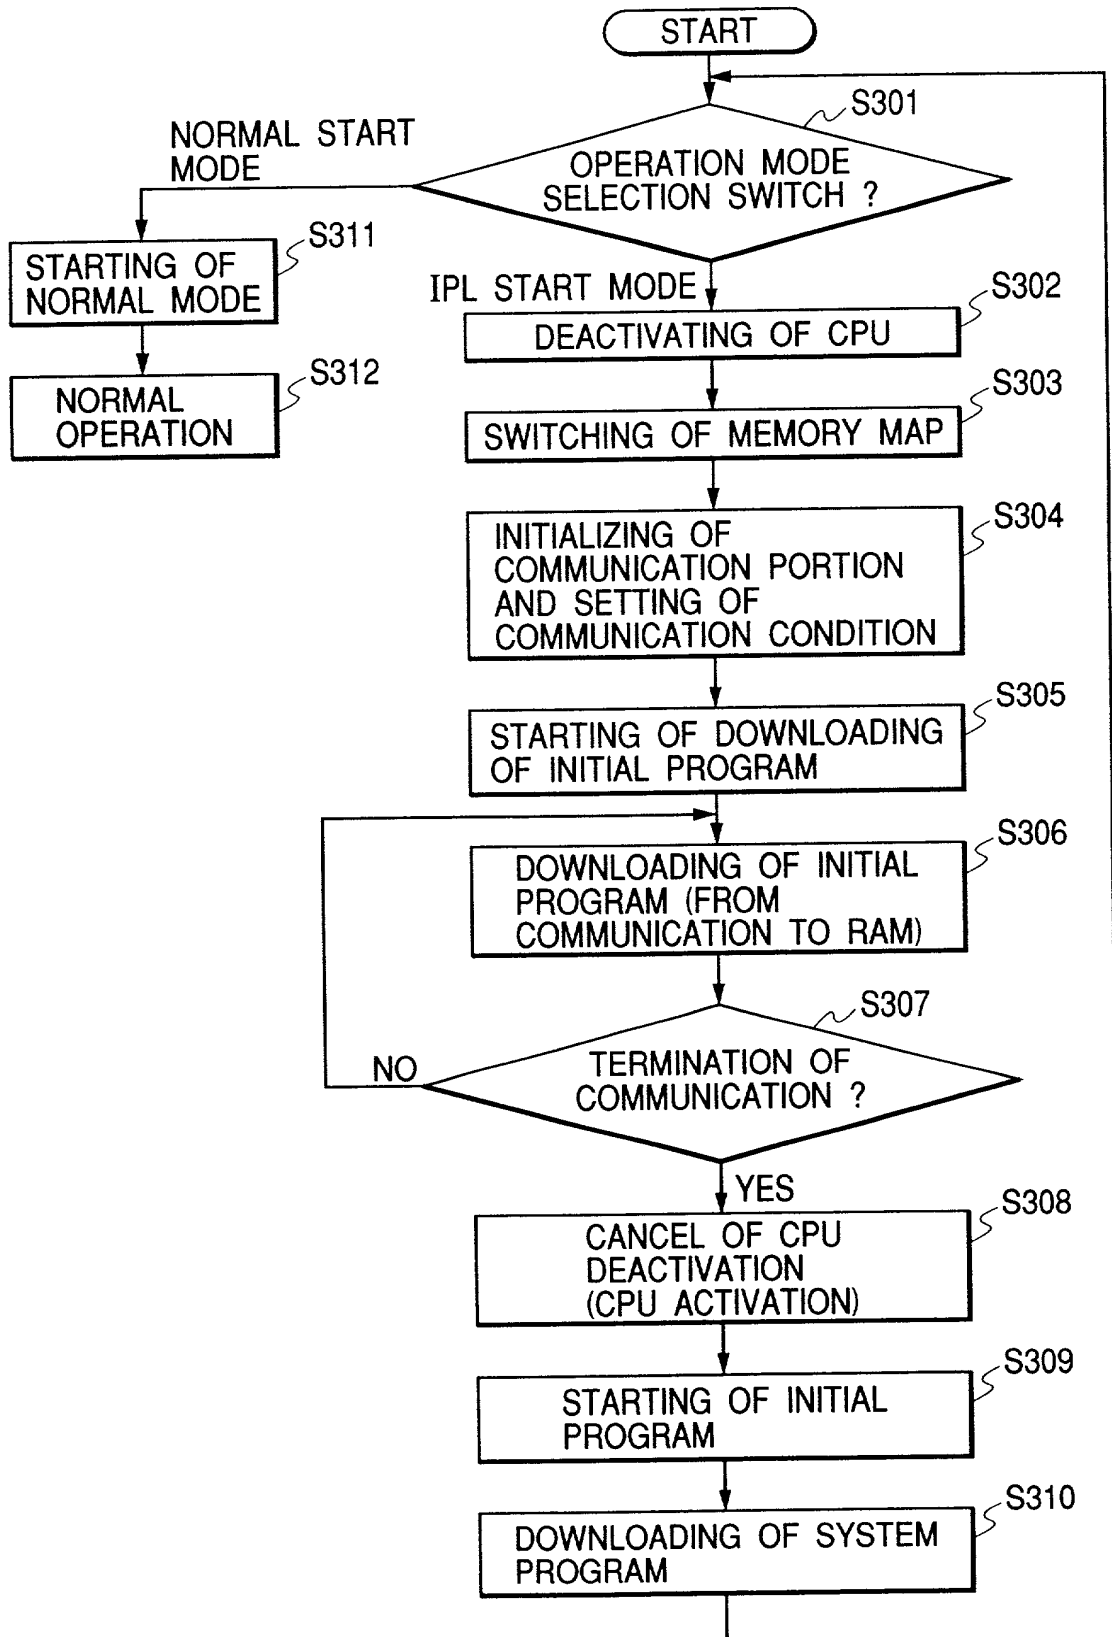 START
S301
OPERATION MODE
SELECTION SWITCH ?
NORMAL START
MODE
S311
STARTING OF
NORMAL MODE
S312
NORMAL
OPERATION
IPL START MODE
S302
DEACTIVATING OF CPU
S303
SWITCHING OF MEMORY MAP
S304
INITIALIZING OF
COMMUNICATION PORTION
AND SETTING OF
COMMUNICATION CONDITION
S305
STARTING OF DOWNLOADING
OF INITIAL PROGRAM
S306
DOWNLOADING OF INITIAL
PROGRAM (FROM
COMMUNICATION TO RAM)
S307
TERMINATION OF
COMMUNICATION ?
NO
YES
S308
CANCEL OF CPU
DEACTIVATION
(CPU ACTIVATION)
S309
STARTING OF INITIAL
PROGRAM
S310
DOWNLOADING OF SYSTEM
PROGRAM